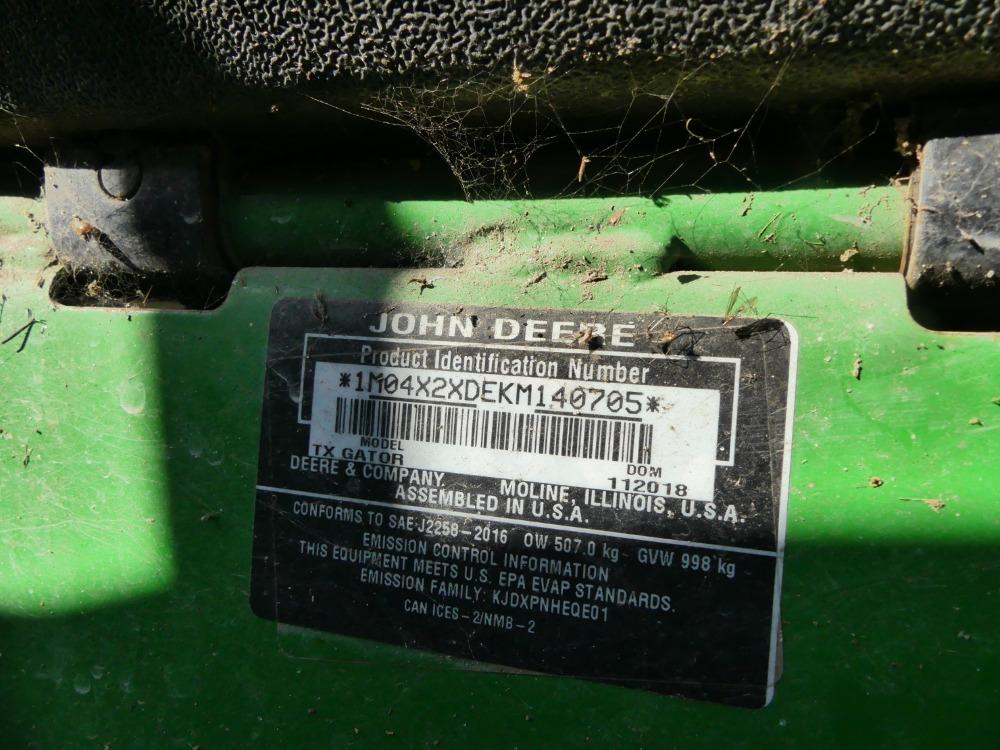 JOHN DEERE
Product Identification Number
*1M04X2XDEKM140705*
MODEL
TX GATOR
DOM
112018
DEERE & COMPANY MOLINE, ILLINOIS, U.S.A.
ASSEMBLED IN U.S.A.
CONFORMS TO SAE J2258-2016 OW 507.0 kg GVW 998 kg
EMISSION CONTROL INFORMATION
THIS EQUIPMENT MEETS U.S. EPA EVAP STANDARDS.
EMISSION FAMILY: KJDXPNHEQE01
CAN ICES-2/NMB-2